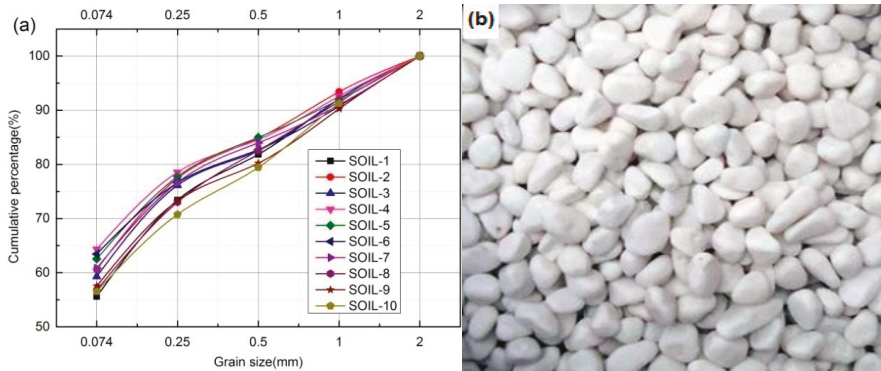 (a)
0.074 0.25 0.5 1 2
100
90
80
70
60
50
Cumulative percentage(%)
SOIL-1
SOIL-2
SOIL-3
SOIL-4
SOIL-5
SOIL-6
SOIL-7
SOIL-8
SOIL-9
SOIL-10
0.074 0.25 0.5 1 2
Grain size(mm)
(b)